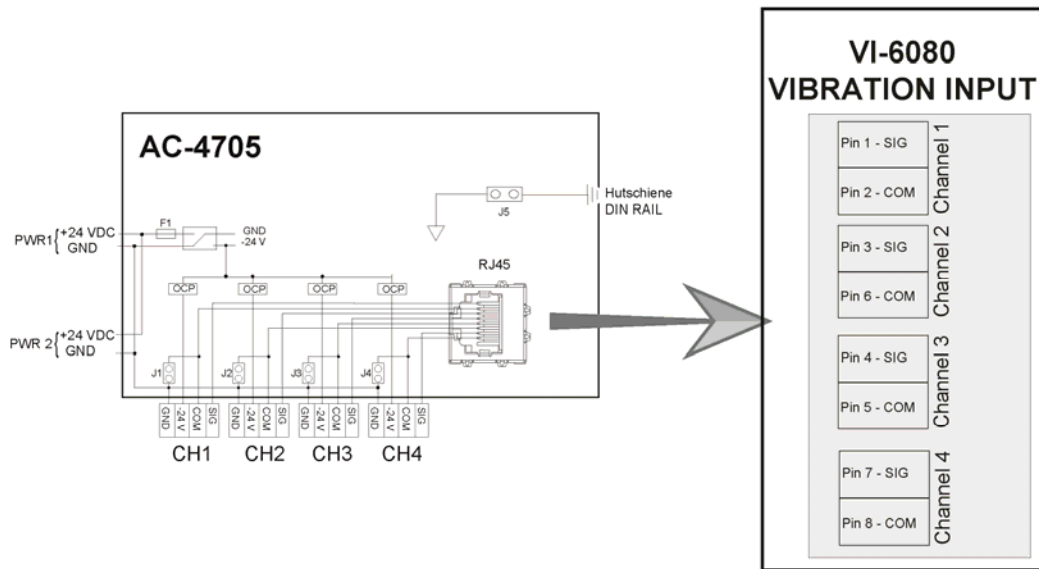 AC-4705
PWR1
+24 VDC
GND
F1
GND
-24 V
J5
Hutschiene
DIN RAIL
RJ45
OCP
OCP
OCP
OCP
PWR 2
+24 VDC
GND
J1
J2
J3
J4
GND
-24 V
COM
SIG
GND
-24 V
COM
SIG
GND
-24 V
COM
SIG
GND
-24 V
COM
SIG
CH1
CH2
CH3
CH4
VI-6080
VIBRATION INPUT
Pin 1 - SIG
Pin 2 - COM
Channel 1
Pin 3 - SIG
Pin 6 - COM
Channel 2
Pin 4 - SIG
Pin 5 - COM
Channel 3
Pin 7 - SIG
Pin 8 - COM
Channel 4